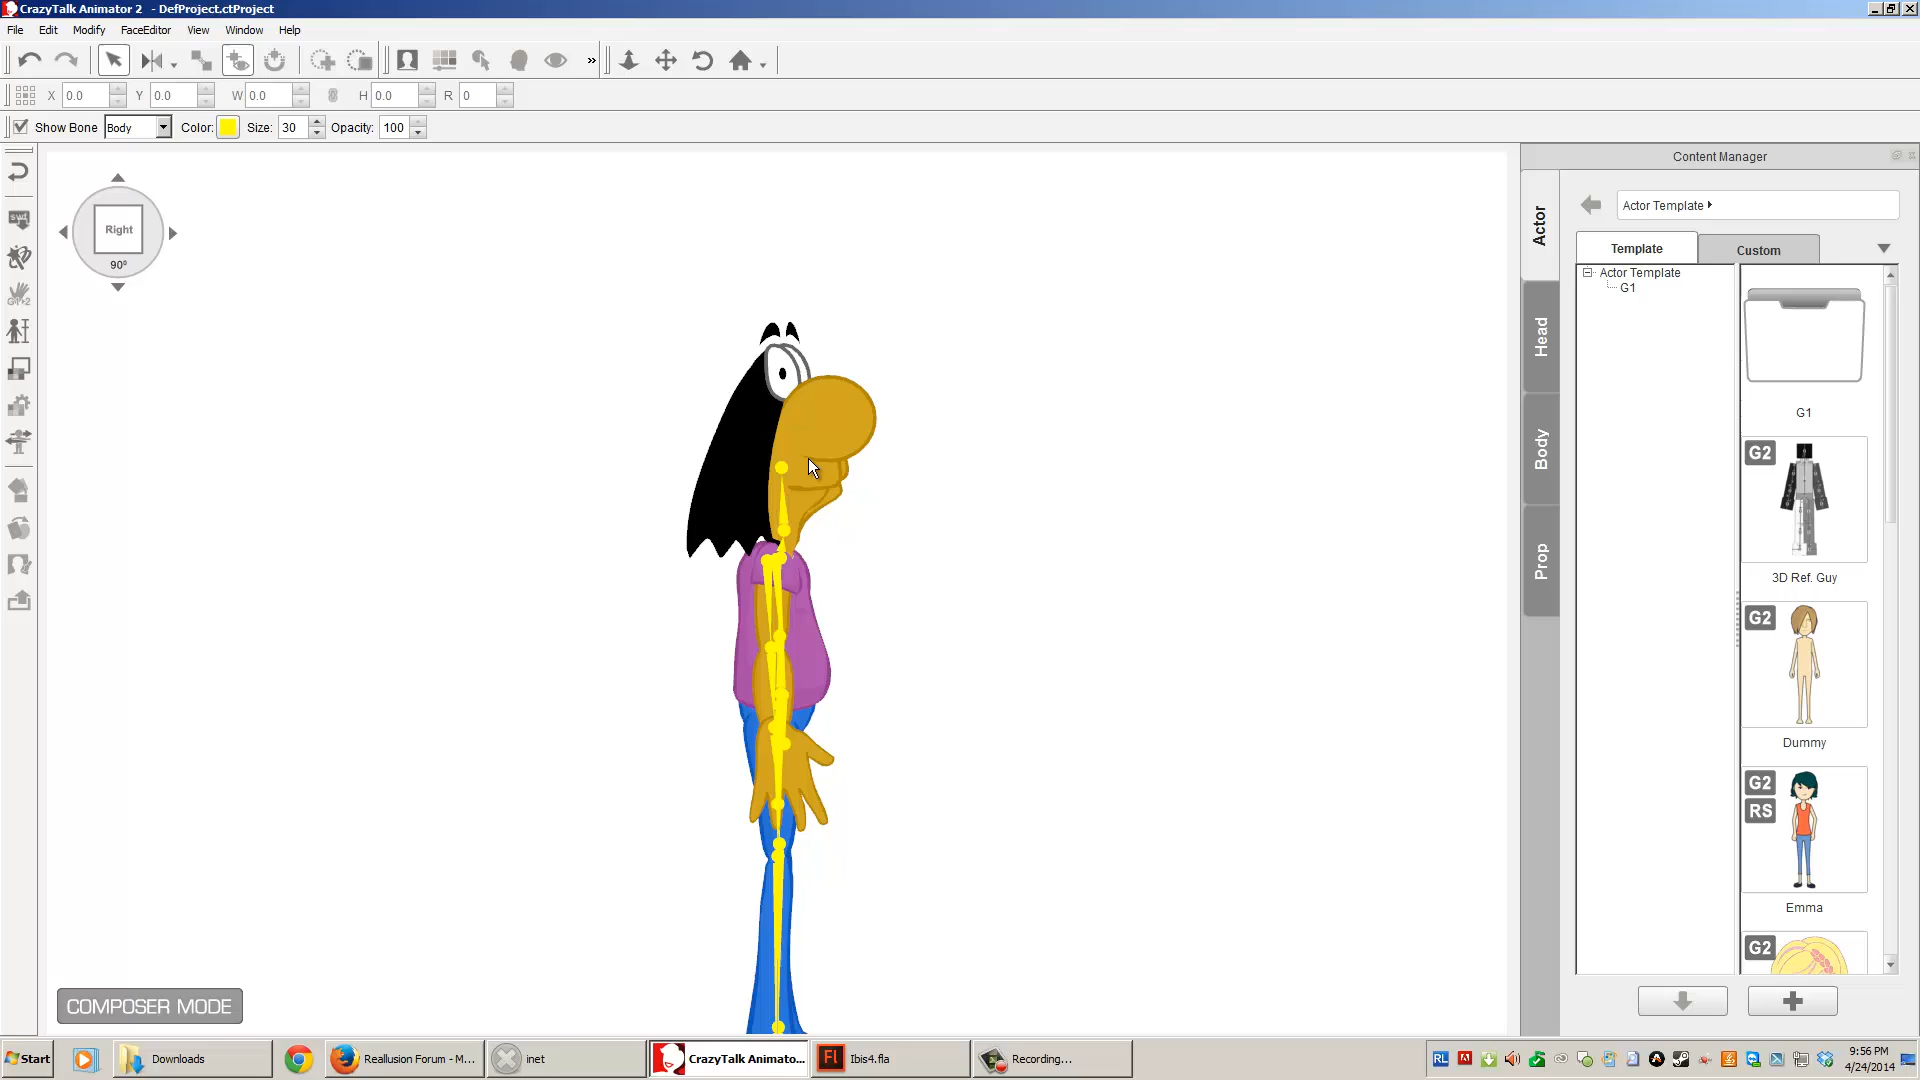 CrazyTalk Animator 2 - DefProject.ctProject
File Edit Modify FaceEditor View Window Help
»
X 0.0 Y 0.0 W 0.0 H 0.0 R 0
Show Bone Body Color: Size: 30 Opacity: 100
Content Manager
Right
90º
Actor
Head
Body
Prop
Actor Template
Template Custom
Actor Template
G1
G1
G2
3D Ref. Guy
G2
Dummy
G2
RS
Emma
G2
COMPOSER MODE
Start Downloads Reallusion Forum - M... inet CrazyTalk Animato... Fl Ibis4.fla Recording... RL 9:56 PM
4/24/2014